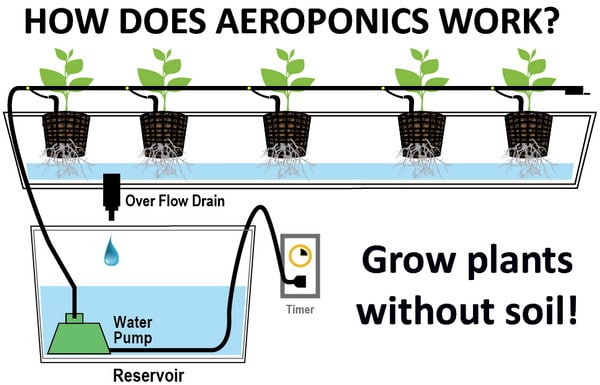 HOW DOES AEROPONICS WORK?
Over Flow Drain
Grow plants
without soil!
Timer
Water
Pump
Reservoir